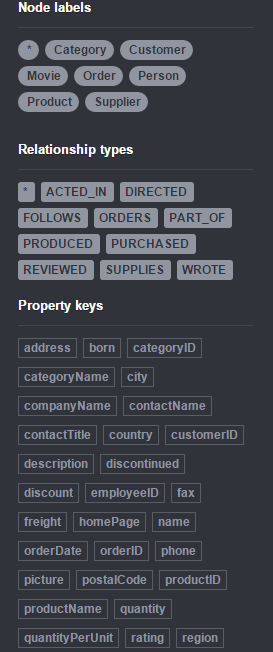 Node labels
* Category Customer
Movie Order Person
Product Supplier
Relationship types
* ACTED_IN DIRECTED
FOLLOWS ORDERS PART_OF
PRODUCED PURCHASED
REVIEWED SUPPLIES WROTE
Property keys
address born categoryID
categoryName city
companyName contactName
contactTitle country customerID
description discontinued
discount employeeID fax
freight homePage name
orderDate orderID phone
picture postalCode productID
productName quantity
quantityPerUnit rating region